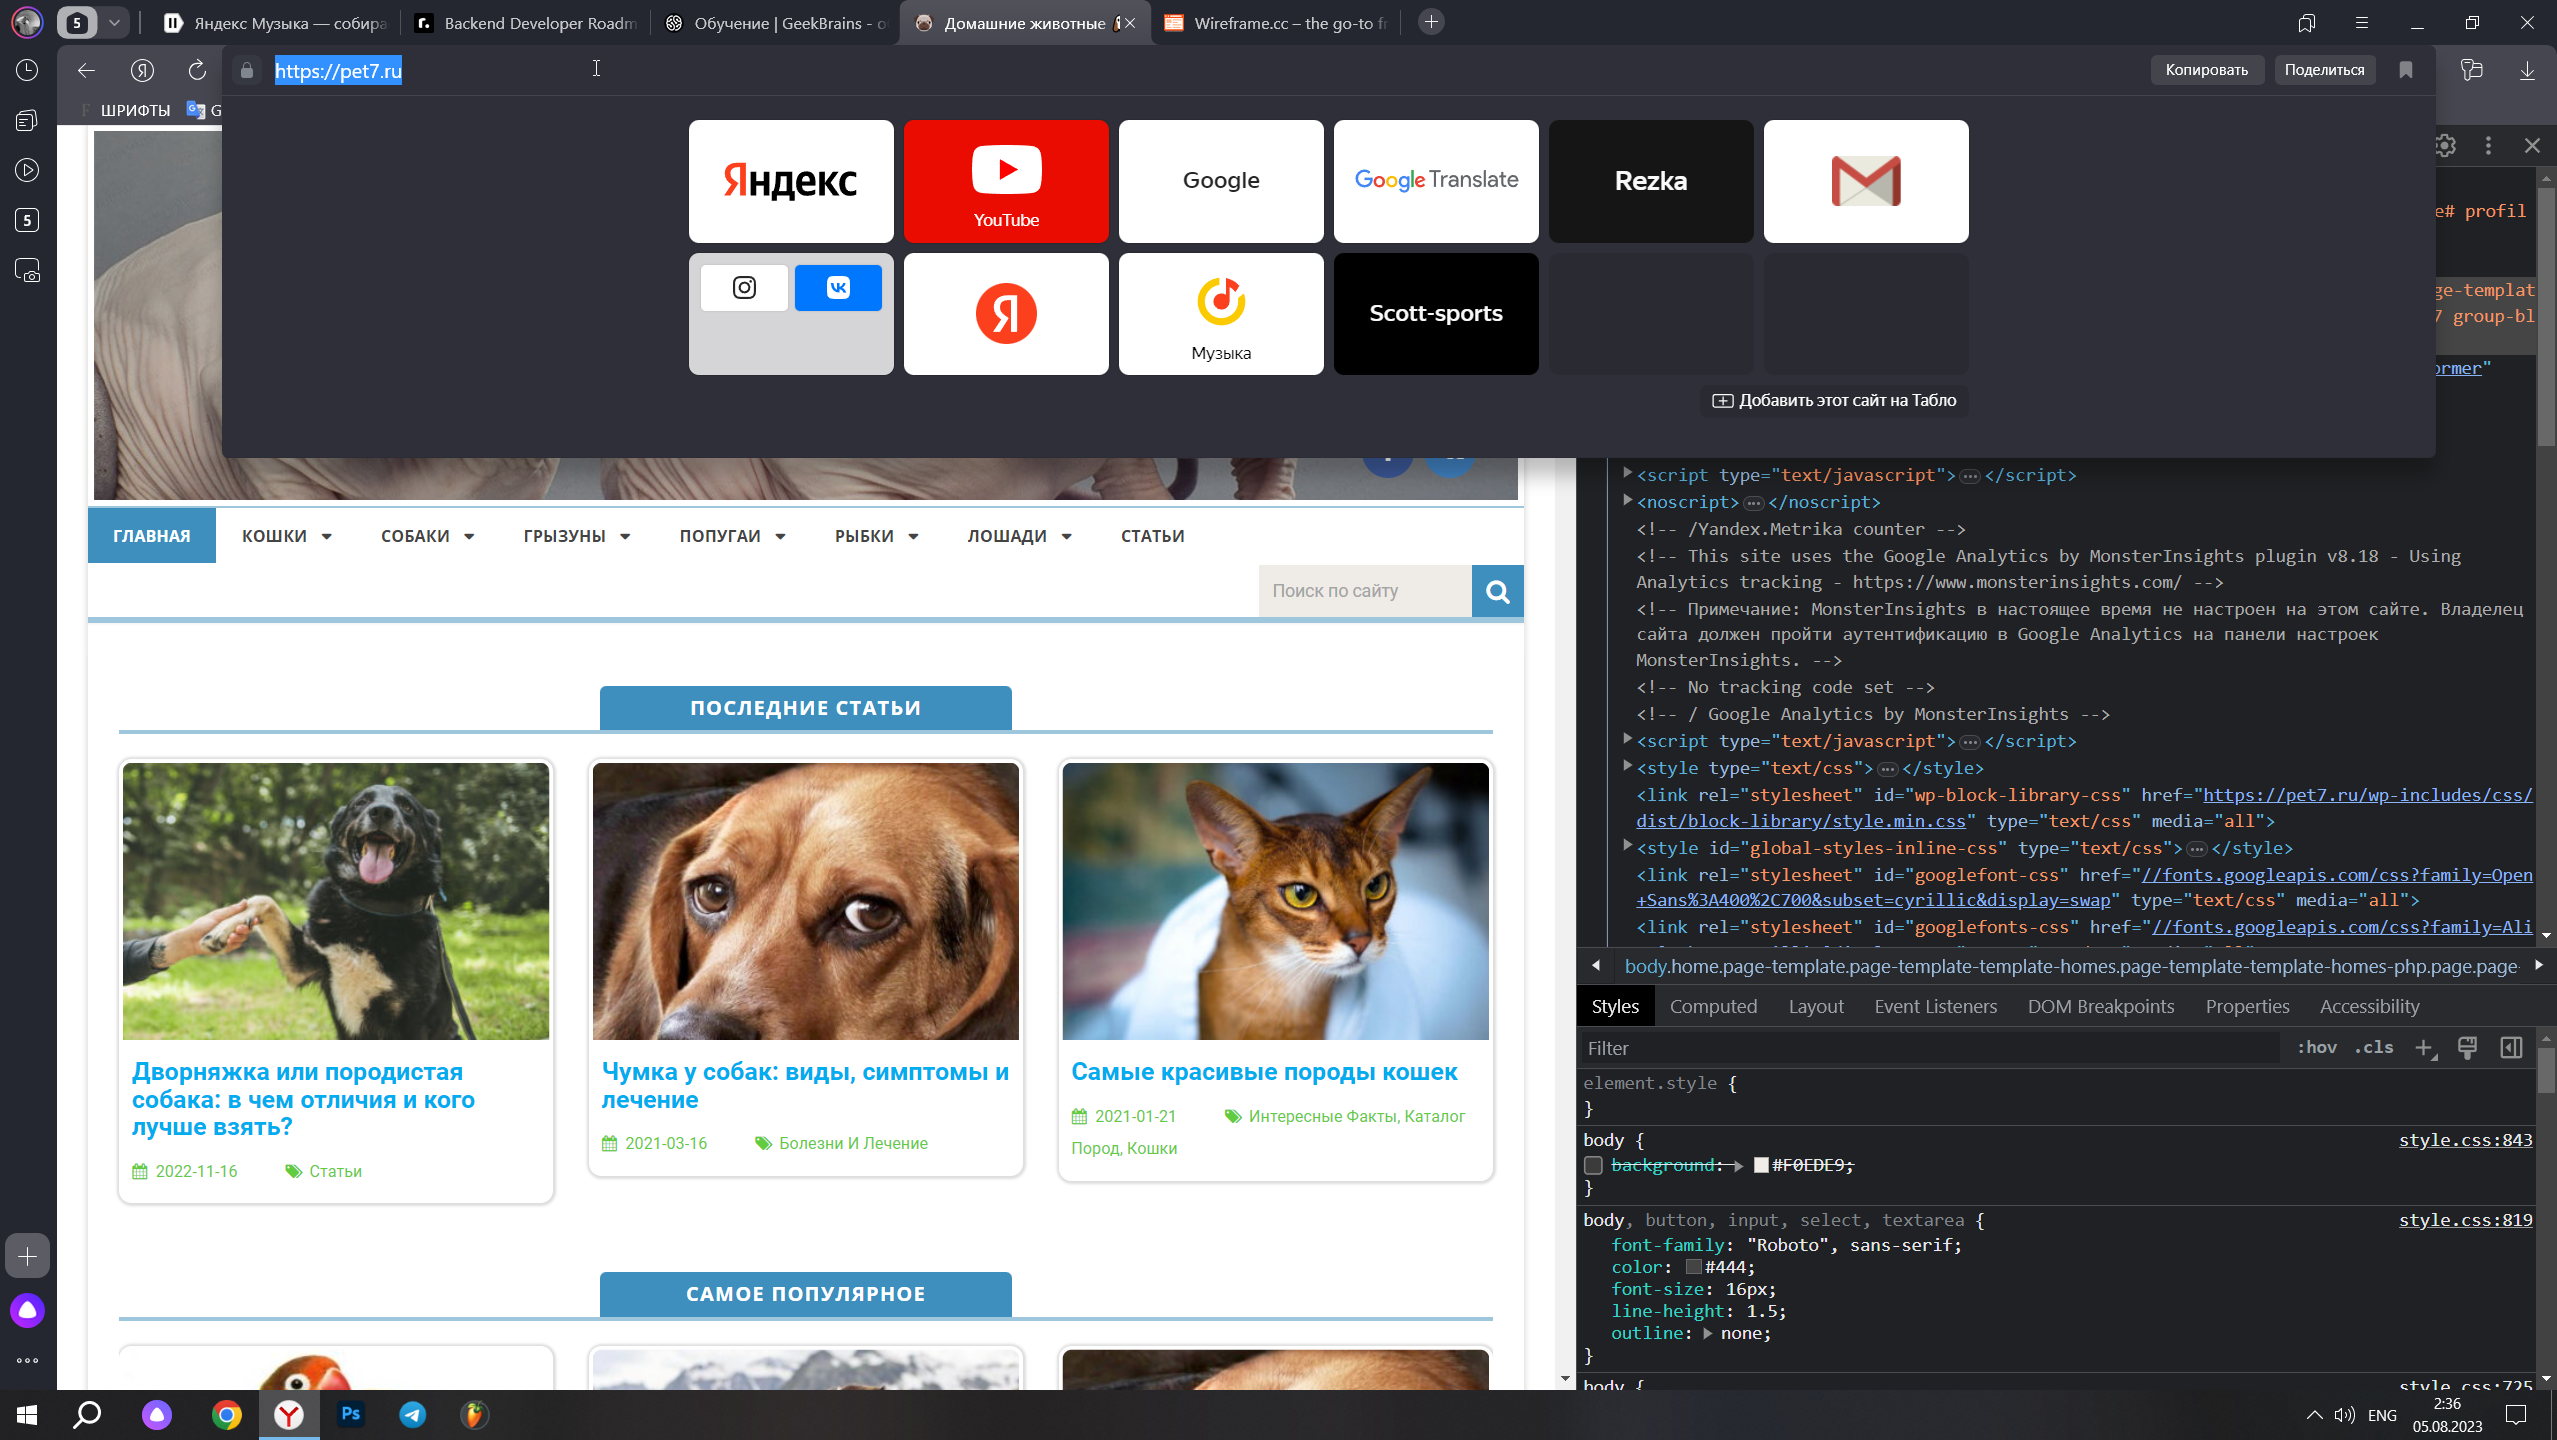 5
Яндекс Музыка — собира
Backend Developer Roadm
Обучение | GeekBrains - о
Домашние животные
Wireframe.cc – the go-to f
https://pet7.ru
Копировать
Поделиться
ШРИФТЫ
G
5
Яндекс
YouTube
Google
Google Translate
Rezka
Я
Музыка
Scott-sports
Добавить этот сайт на Табло
e# profil
ge-templat
7 group-bl
ormer"
ГЛАВНАЯ
КОШКИ
СОБАКИ
ГРЫЗУНЫ
ПОПУГАИ
РЫБКИ
ЛОШАДИ
СТАТЬИ
Поиск по сайту
ПОСЛЕДНИЕ СТАТЬИ
Дворняжка или породистая
собака: в чем отличия и кого
лучше взять?
2022-11-16
Статьи
Чумка у собак: виды, симптомы и
лечение
2021-03-16
Болезни И Лечение
Самые красивые породы кошек
2021-01-21
Интересные Факты, Каталог
Пород, Кошки
САМОЕ ПОПУЛЯРНОЕ
<script type="text/javascript">…</script>
<noscript>…</noscript>
<!-- /Yandex.Metrika counter -->
<!-- This site uses the Google Analytics by MonsterInsights plugin v8.18 - Using
Analytics tracking - https://www.monsterinsights.com/ -->
<!-- Примечание: MonsterInsights в настоящее время не настроен на этом сайте. Владелец
сайта должен пройти аутентификацию в Google Analytics на панели настроек
MonsterInsights. -->
<!-- No tracking code set -->
<!-- / Google Analytics by MonsterInsights -->
<script type="text/javascript">…</script>
<style type="text/css">…</style>
<link rel="stylesheet" id="wp-block-library-css" href="https://pet7.ru/wp-includes/css/
dist/block-library/style.min.css" type="text/css" media="all">
<style id="global-styles-inline-css" type="text/css">…</style>
<link rel="stylesheet" id="googlefont-css" href="//fonts.googleapis.com/css?family=Open
+Sans%3A400%2C700&subset=cyrillic&display=swap" type="text/css" media="all">
<link rel="stylesheet" id="googlefonts-css" href="//fonts.googleapis.com/css?family=Ali
body.home.page-template.page-template-template-homes.page-template-template-homes-php.page.page
Styles
Computed
Layout
Event Listeners
DOM Breakpoints
Properties
Accessibility
Filter
:hov
.cls
element.style {
}
body {
style.css:843
background: #F0EDE9;
}
body, button, input, select, textarea {
style.css:819
font-family: "Roboto", sans-serif;
color: #444;
font-size: 16px;
line-height: 1.5;
outline: none;
}
body {
style.css:725
Ps
ENG
2:36
05.08.2023